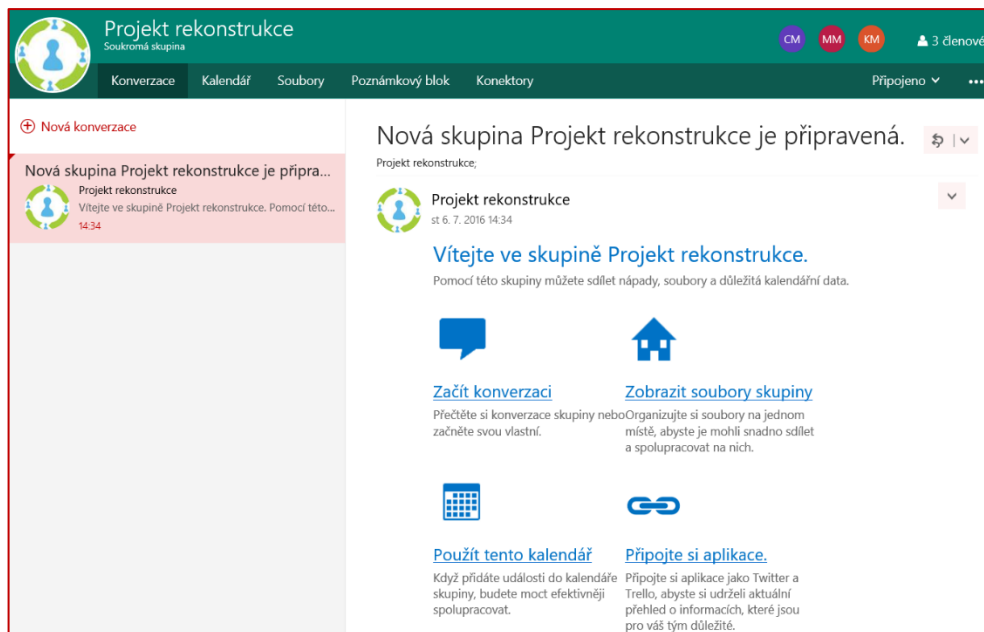 Projekt rekonstrukce
Soukromá skupina
CM MM KM 3 členové
Konverzace Kalendář Soubory Poznámkový blok Konektory Připojeno
Nová konverzace
Nová skupina Projekt rekonstrukce je připra...
Projekt rekonstrukce
Vítejte ve skupině Projekt rekonstrukce. Pomocí této...
14:34
Nová skupina Projekt rekonstrukce je připravená.
Projekt rekonstrukce;
Projekt rekonstrukce
st 6. 7. 2016 14:34
Vítejte ve skupině Projekt rekonstrukce.
Pomocí této skupiny můžete sdílet nápady, soubory a důležitá kalendářní data.
Začít konverzaci
Přečtěte si konverzace skupiny nebo
začněte svou vlastní.
Zobrazit soubory skupiny
Organizujte si soubory na jednom
místě, abyste je mohli snadno sdílet
a spolupracovat na nich.
Použít tento kalendář
Když přidáte události do kalendáře
skupiny, budete moct efektivněji
spolupracovat.
Připojte si aplikace.
Připojte si aplikace jako Twitter a
Trello, abyste si udrželi aktuální
přehled o informacích, které jsou
pro váš tým důležité.